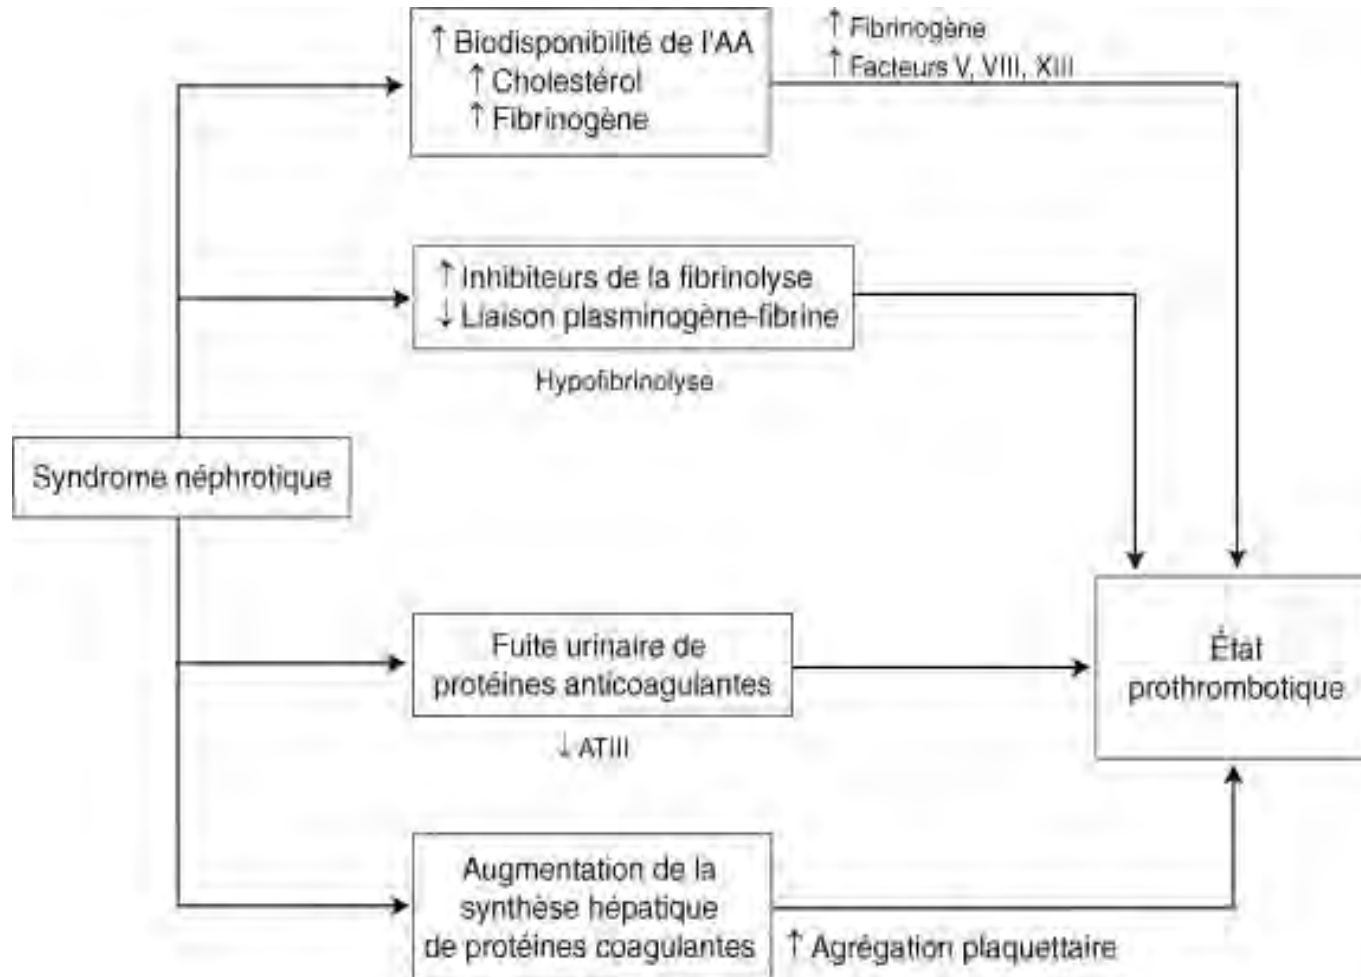 ↑ Biodisponibilité de l'AA
↑ Cholestérol
↑ Fibrinogène
↑ Fibrinogène
↑ Facteurs V, VIII, XIII
↑ Inhibiteurs de la fibrinolyse
↓ Liaison plasminogène-fibrine
Hypofibrinolyse
Syndrome néphrotique
Fuite urinaire de
protéines anticoagulantes
↓ ATIII
État
prothrombotique
Augmentation de la
synthèse hépatique
de protéines coagulantes
↑ Agrégation plaquettaire